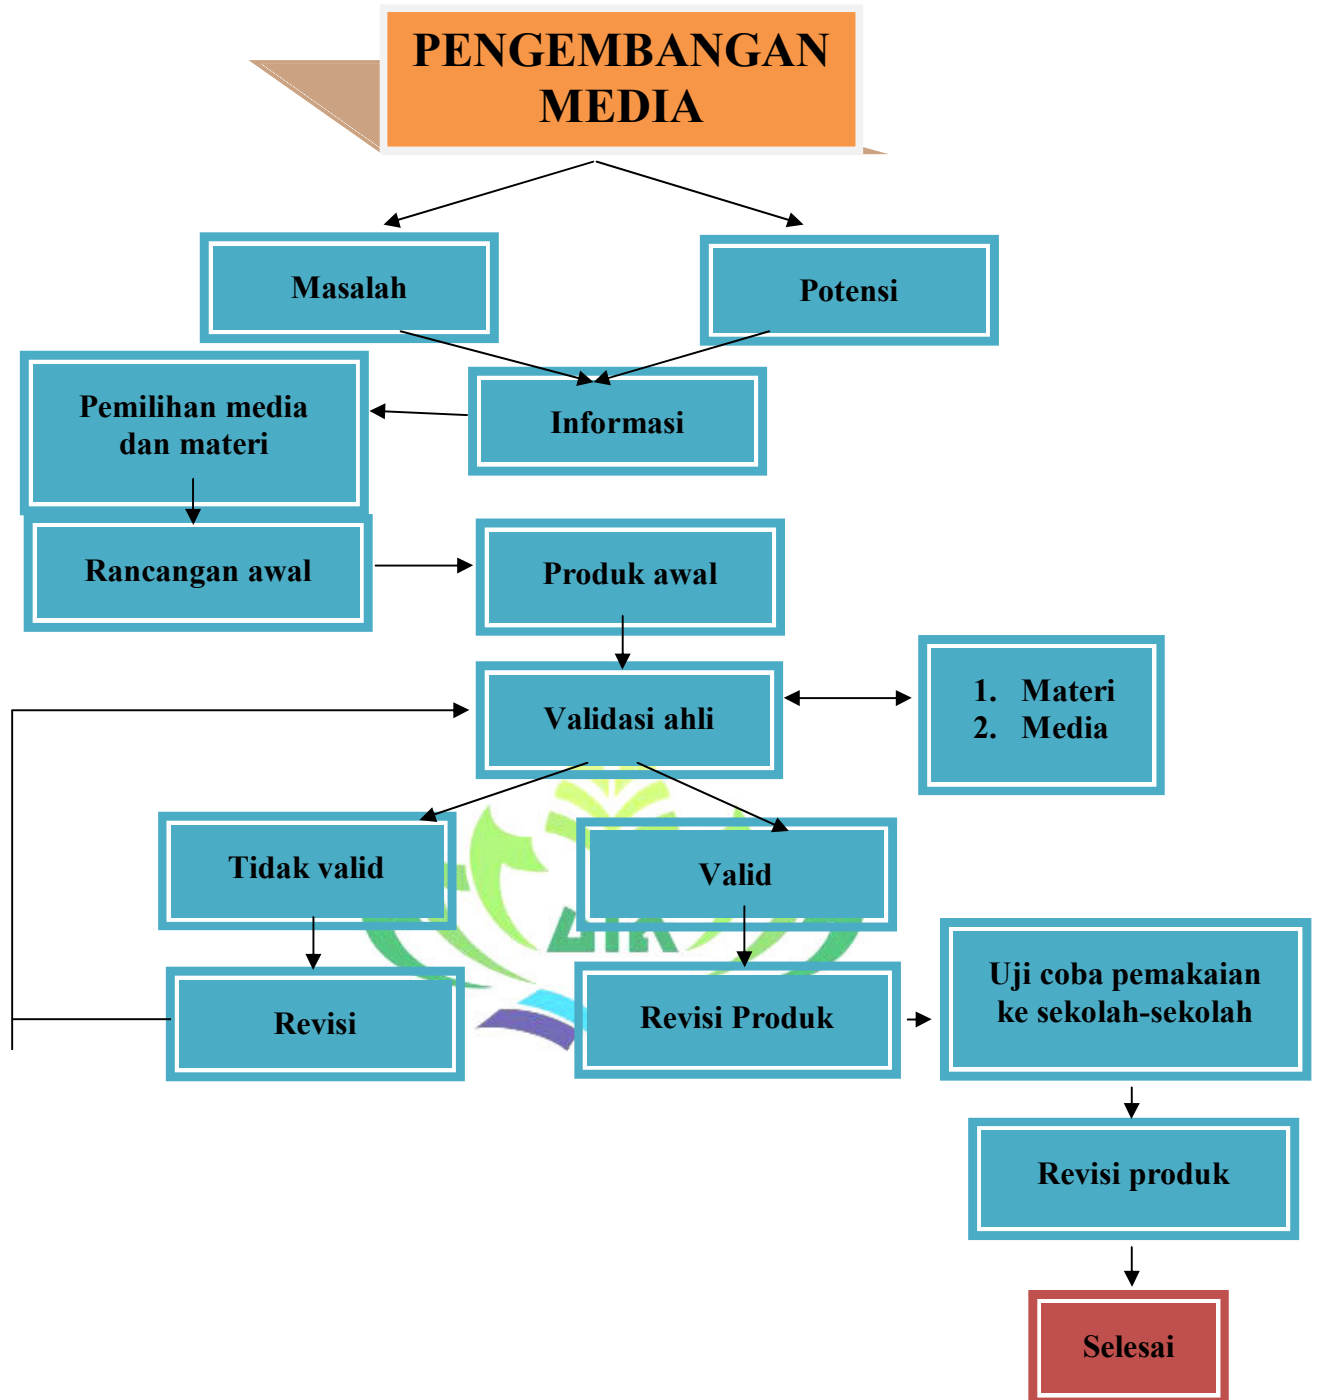 PENGEMBANGAN
MEDIA
Masalah
Potensi
Pemilihan media
dan materi
Informasi
Rancangan awal
Produk awal
Validasi ahli
1. Materi
2. Media
Tidak valid
Valid
Revisi
Revisi Produk
Uji coba pemakaian
ke sekolah-sekolah
Revisi produk
Selesai